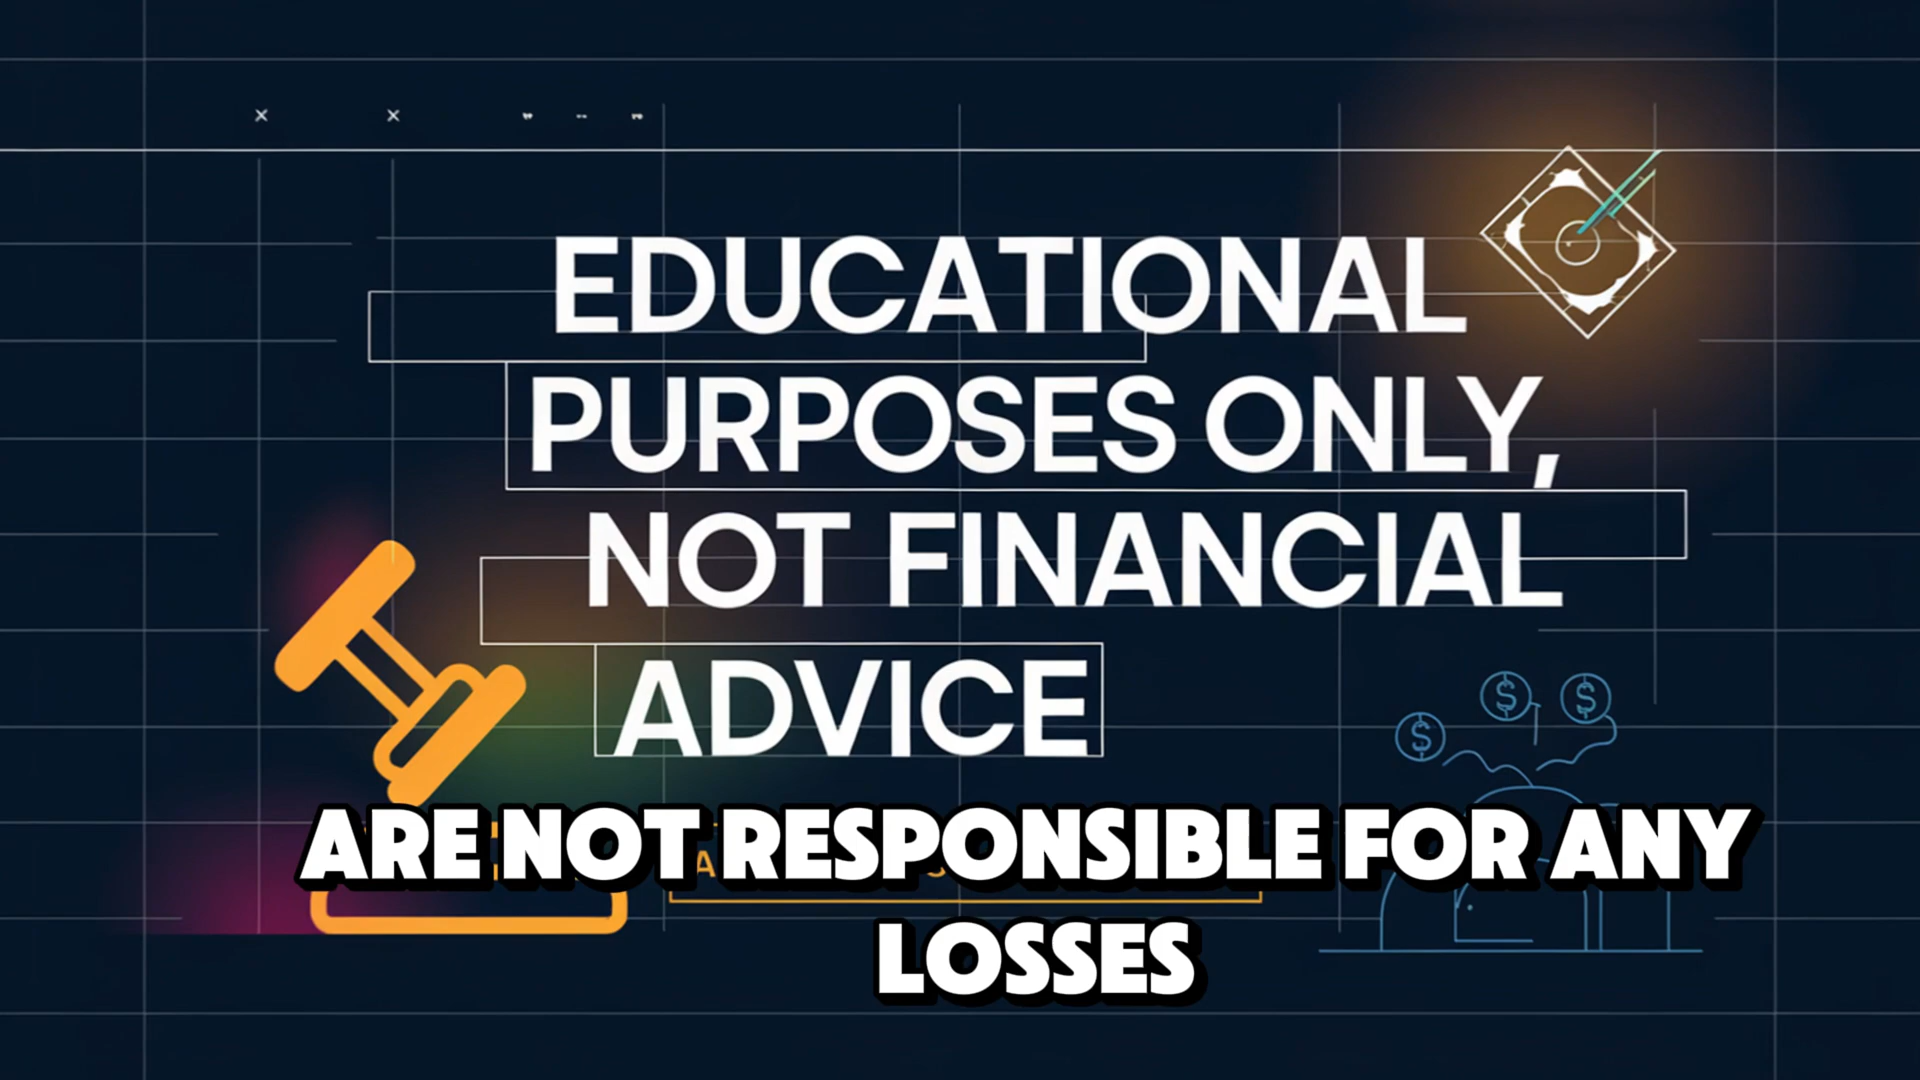 EDUCATIONAL
PURPOSES ONLY,
NOT FINANCIAL
ADVICE
$ $ $
ARE NOT RESPONSIBLE FOR ANY
LOSSES